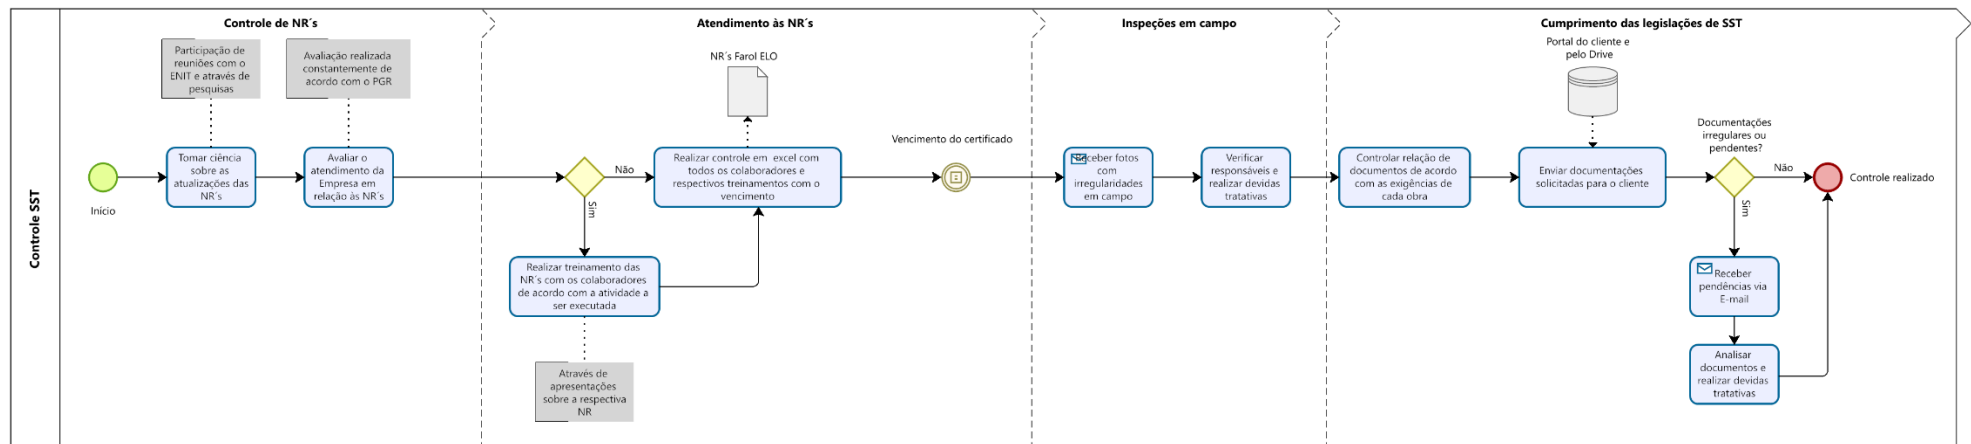 Controle SST
Controle de NR´s
Participação de
reuniões com o
ENIT e através de
pesquisas
Avaliação realizada
constantemente de
acordo com o PGR
Início
Tomar ciência
sobre as
atualizações das
NR´s
Avaliar o
atendimento da
Empresa em
relação às NR´s
Atendimento às NR´s
Não
Sim
Realizar treinamento das
NR´s com os colaboradores
de acordo com a atividade a
ser executada
Através de
apresentações
sobre a respectiva
NR
NR´s Farol ELO
Realizar controle em excel com
todos os colaboradores e
respectivos treinamentos com o
vencimento
Vencimento do certificado
Inspeções em campo
Receber fotos
com
irregularidades
em campo
Verificar
responsáveis e
realizar devidas
tratativas
Cumprimento das legislações de SST
Controlar relação de
documentos de acordo
com as exigências de
cada obra
Portal do cliente e
pelo Drive
Enviar documentações
solicitadas para o cliente
Documentações
irregulares ou
pendentes?
Não
Sim
Receber
pendências via
E-mail
Analisar
documentos e
realizar devidas
tratativas
Controle realizado